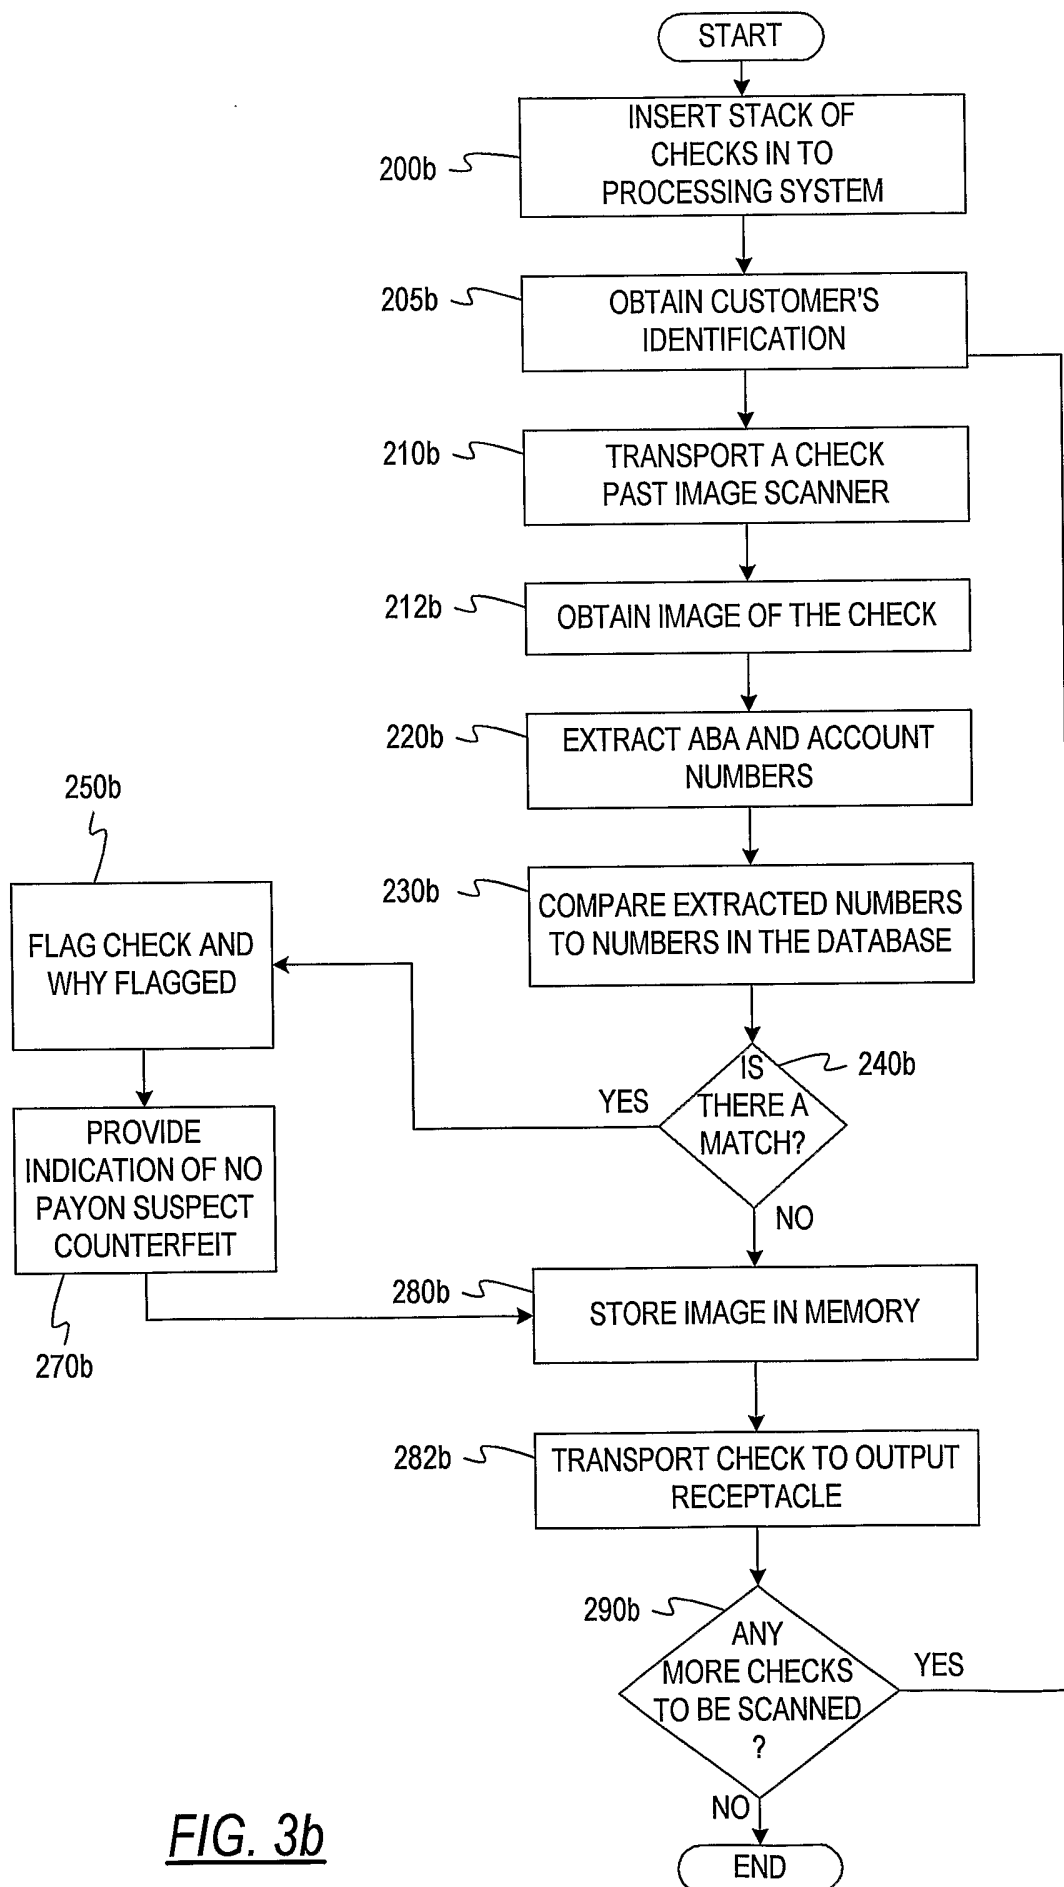 START
INSERT STACK OF
CHECKS IN TO
PROCESSING SYSTEM
200b
OBTAIN CUSTOMER'S
IDENTIFICATION
205b
TRANSPORT A CHECK
PAST IMAGE SCANNER
210b
OBTAIN IMAGE OF THE CHECK
212b
EXTRACT ABA AND ACCOUNT
NUMBERS
220b
COMPARE EXTRACTED NUMBERS
TO NUMBERS IN THE DATABASE
230b
IS
THERE A
MATCH?
240b
YES
NO
250b
FLAG CHECK AND
WHY FLAGGED
PROVIDE
INDICATION OF NO
PAYON SUSPECT
COUNTERFEIT
270b
280b
STORE IMAGE IN MEMORY
282b
TRANSPORT CHECK TO OUTPUT
RECEPTACLE
290b
ANY
MORE CHECKS
TO BE SCANNED
?
YES
NO
END
FIG. 3b